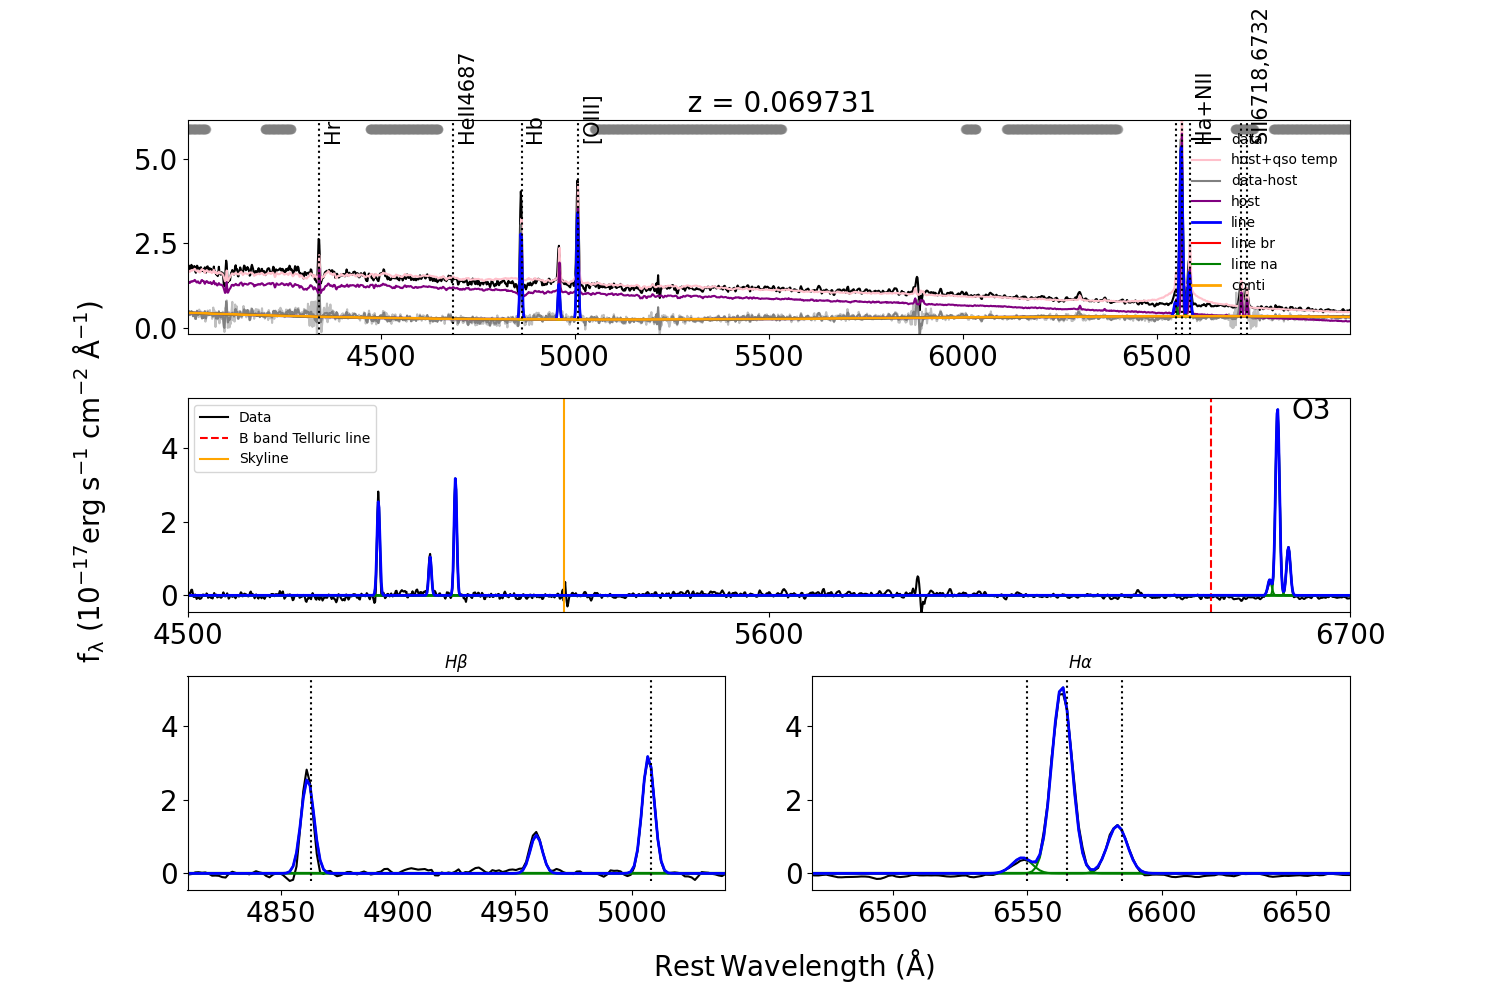 z = 0.069731
Hr
HeII4687
Hb
[OIII]
Ha+NII
SII6718,6732
data
host+qso temp
data-host
host
line
line br
line na
conti
5.0
2.5
0.0
4500 5000 5500 6000 6500
Data
B band Telluric line
Skyline
O3
4
2
0
4500 5600 6700
fλ (10⁻¹⁷erg s⁻¹ cm⁻² Å⁻¹)
Hβ
4
2
0
4850 4900 4950 5000
Hα
4
2
0
6500 6550 6600 6650
Rest Wavelength (Å)